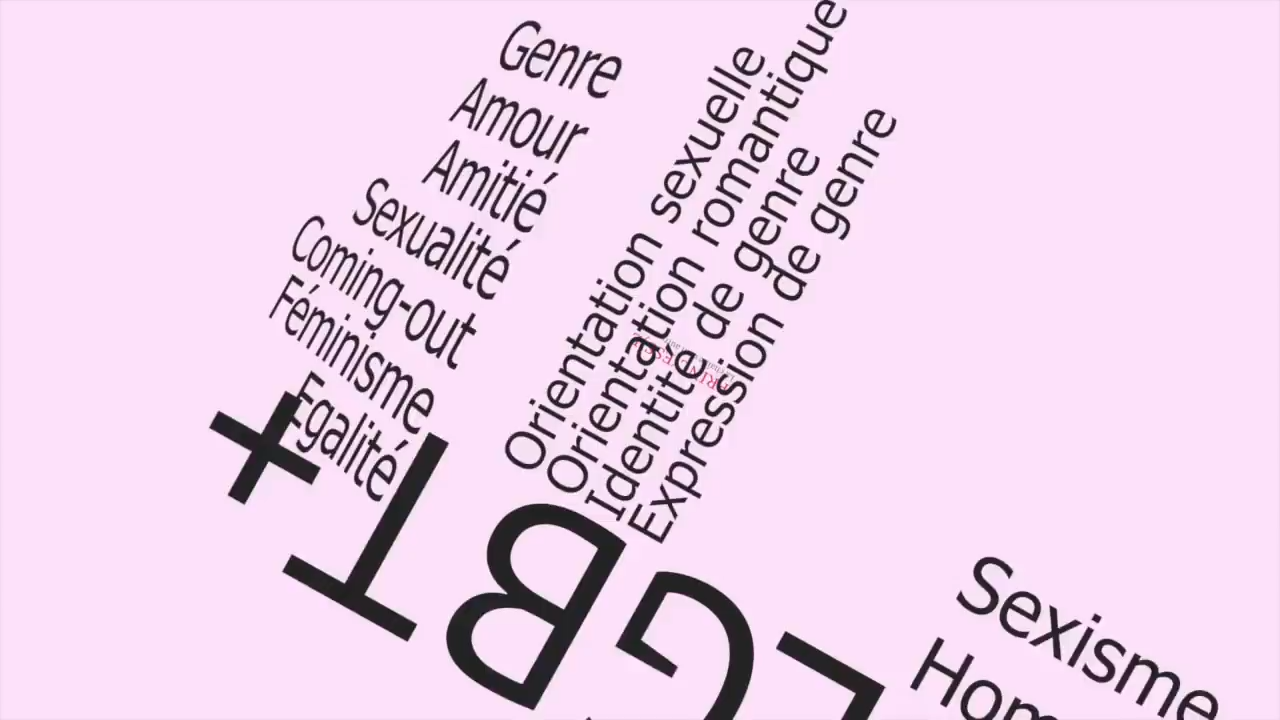 Genre
Amour
Amitié
Sexualité
Coming-out
Féminisme
Égalité
Orientation sexuelle
Orientation romantique
Identité de genre
Expression de genre
LGBT+
Sexisme